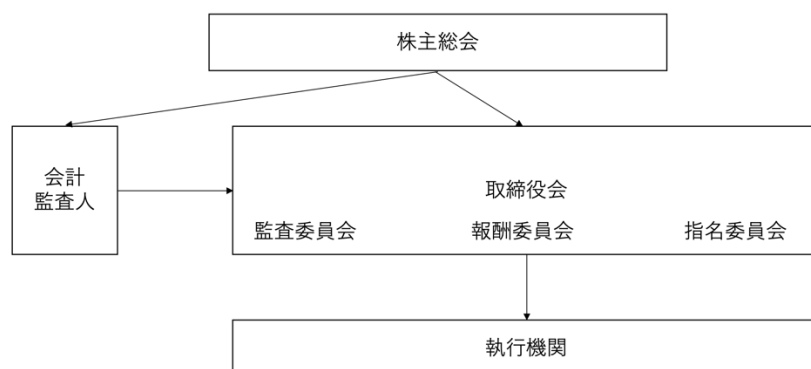 株主総会
会計
監査人
取締役会
監査委員会
報酬委員会
指名委員会
執行機関